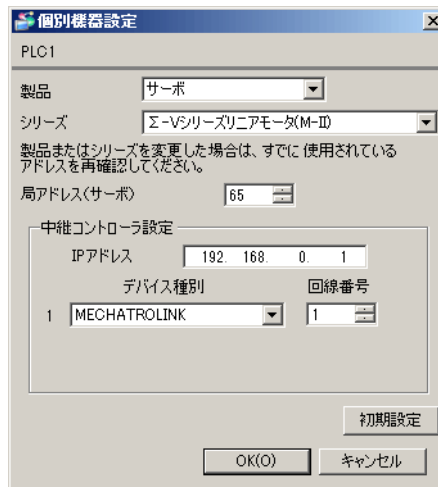 個別機器設定
PLC1
製品 サーボ
シリーズ Σ-Vシリーズリニアモータ(M-Ⅱ)
製品またはシリーズを変更した場合は、すでに使用されている
アドレスを再確認してください。
局アドレス(サーボ) 65
中継コントローラ設定
IPアドレス 192. 168. 0. 1
デバイス種別 回線番号
1 MECHATROLINK 1
初期設定
OK(O) キャンセル